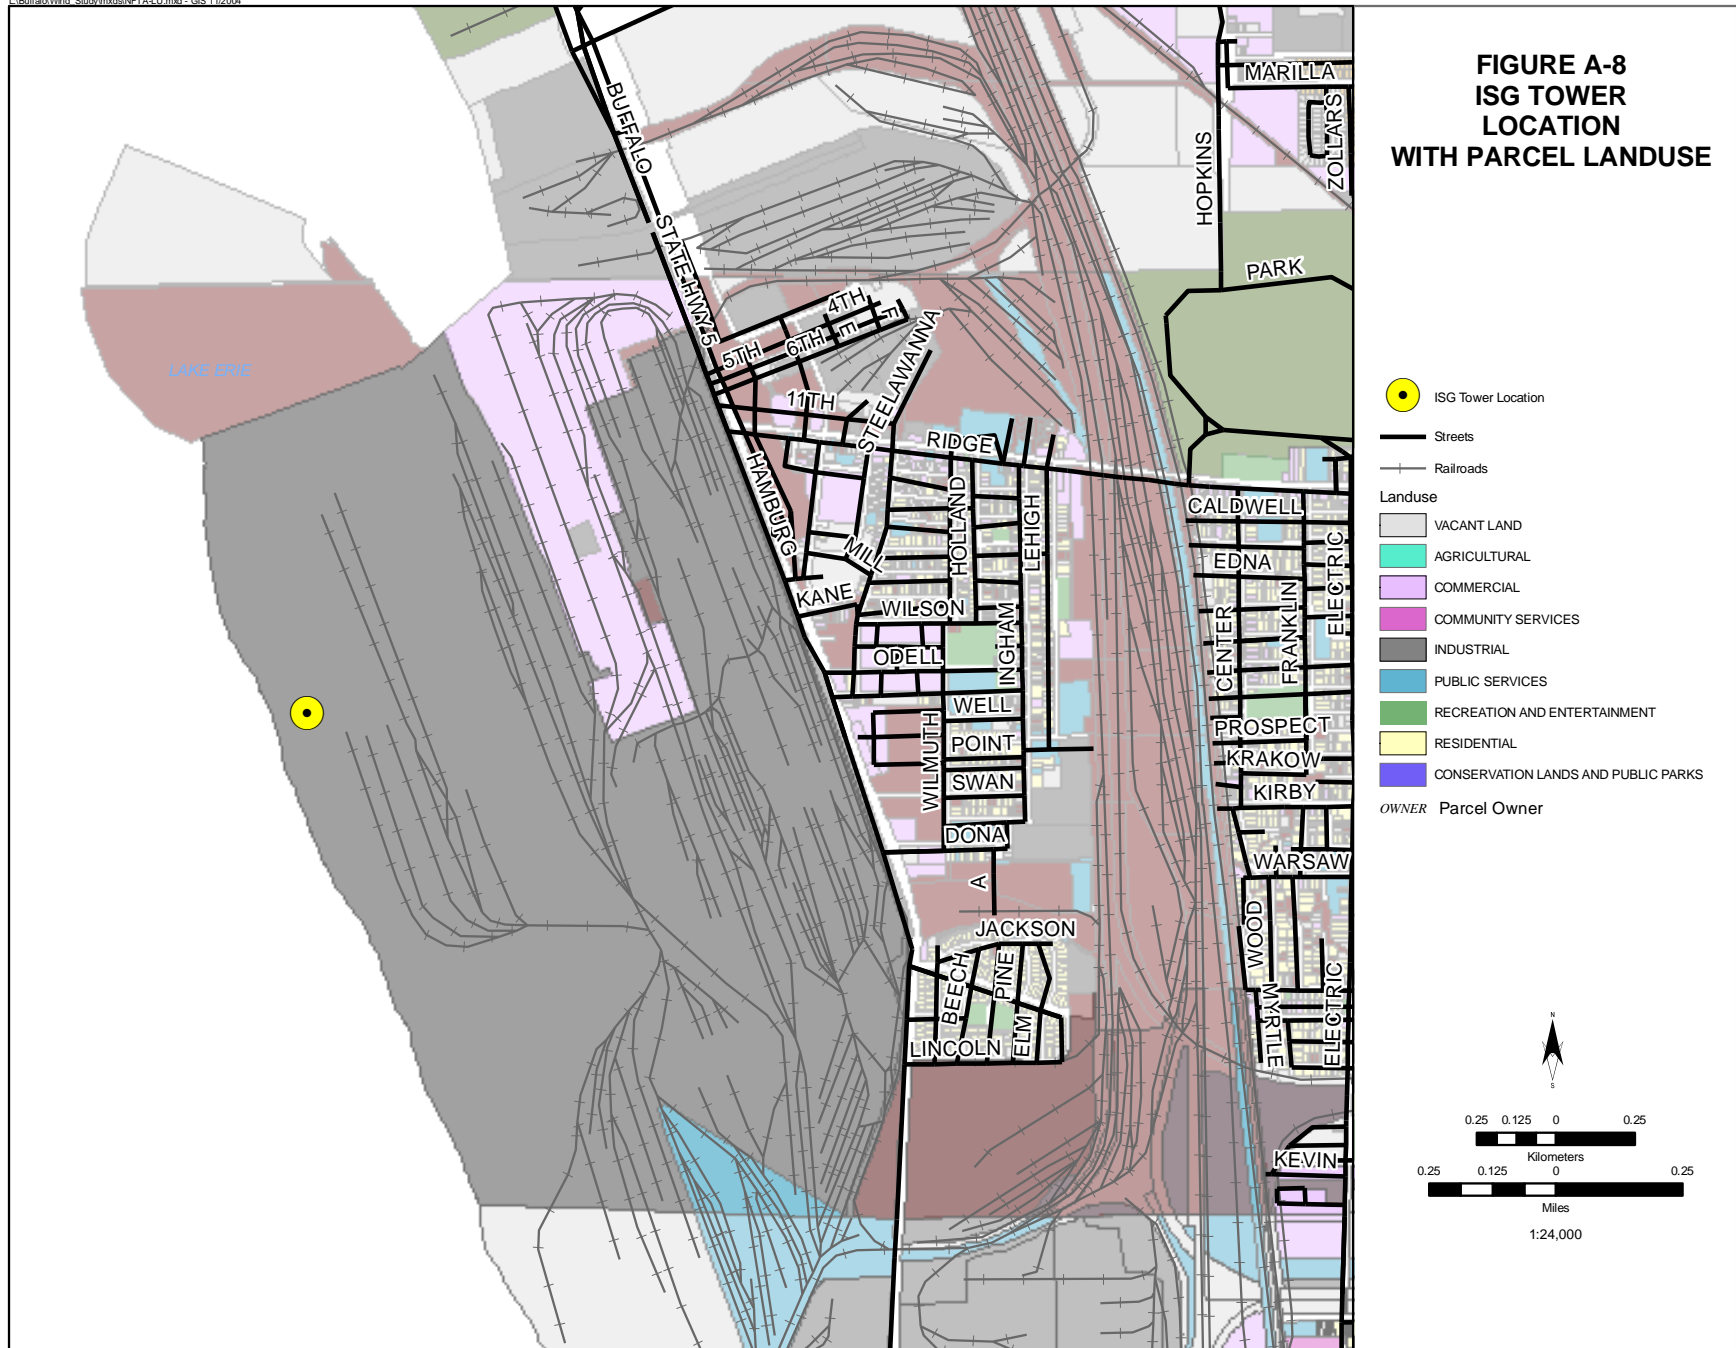 FIGURE A-8
ISG TOWER
LOCATION
WITH PARCEL LANDUSE
ISG Tower Location
Streets
Railroads
Landuse
VACANT LAND
AGRICULTURAL
COMMERCIAL
COMMUNITY SERVICES
INDUSTRIAL
PUBLIC SERVICES
RECREATION AND ENTERTAINMENT
RESIDENTIAL
CONSERVATION LANDS AND PUBLIC PARKS
OWNER Parcel Owner
N
S
0.25 0.125 0 0.25
Kilometers
0.25 0.125 0 0.25
Miles
1:24,000
BUFFALO
STATE HWY 5
HAMBURG
LAKE ERIE
MARILLA
ZOLLARS
HOPKINS
PARK
4TH
F
E
5TH
6TH
11TH
STEELAWANNA
RIDGE
HOLLAND
LEHIGH
MILL
KANE
WILSON
ODELL
INGHAM
WELL
WILMUTH
POINT
SWAN
DONA
A
JACKSON
BEECH
PINE
ELM
LINCOLN
CALDWELL
EDNA
ELECTRIC
CENTER
FRANKLIN
PROSPECT
KRAKOW
KIRBY
WARSAW
WOOD
MYRTLE
ELECTRIC
KEVIN